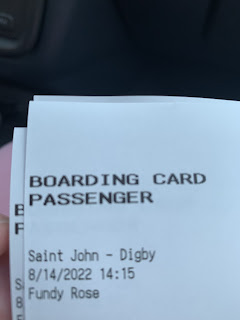 BOARDING CARD
PASSENGER
Saint John - Digby
8/14/2022 14:15
Fundy Rose